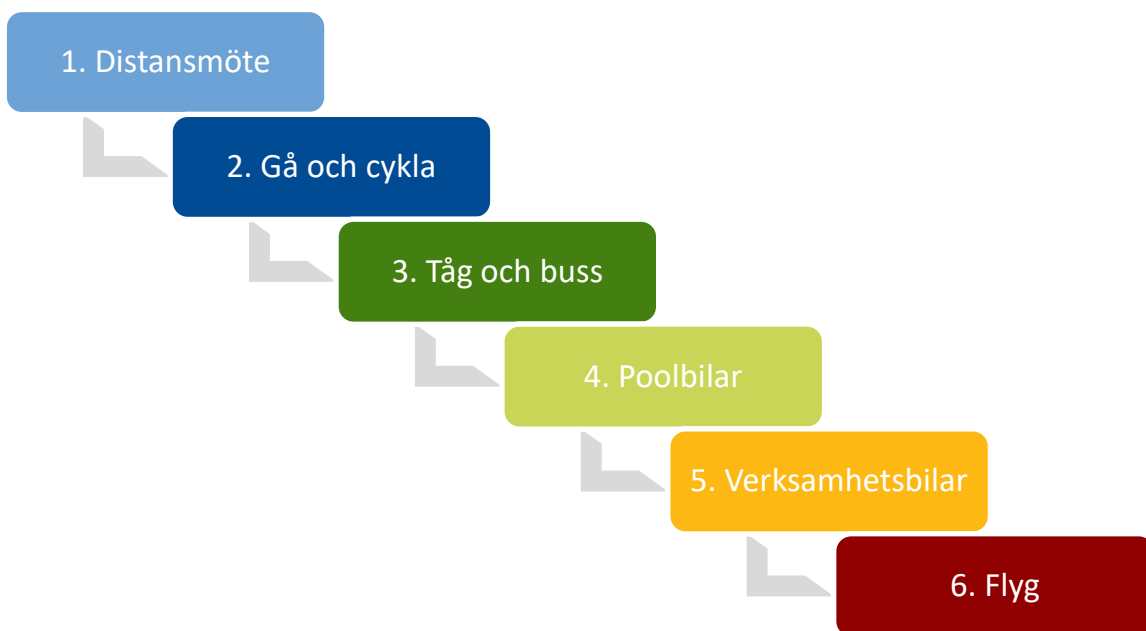 1. Distansmöte
2. Gå och cykla
3. Tåg och buss
4. Poolbilar
5. Verksamhetsbilar
6. Flyg